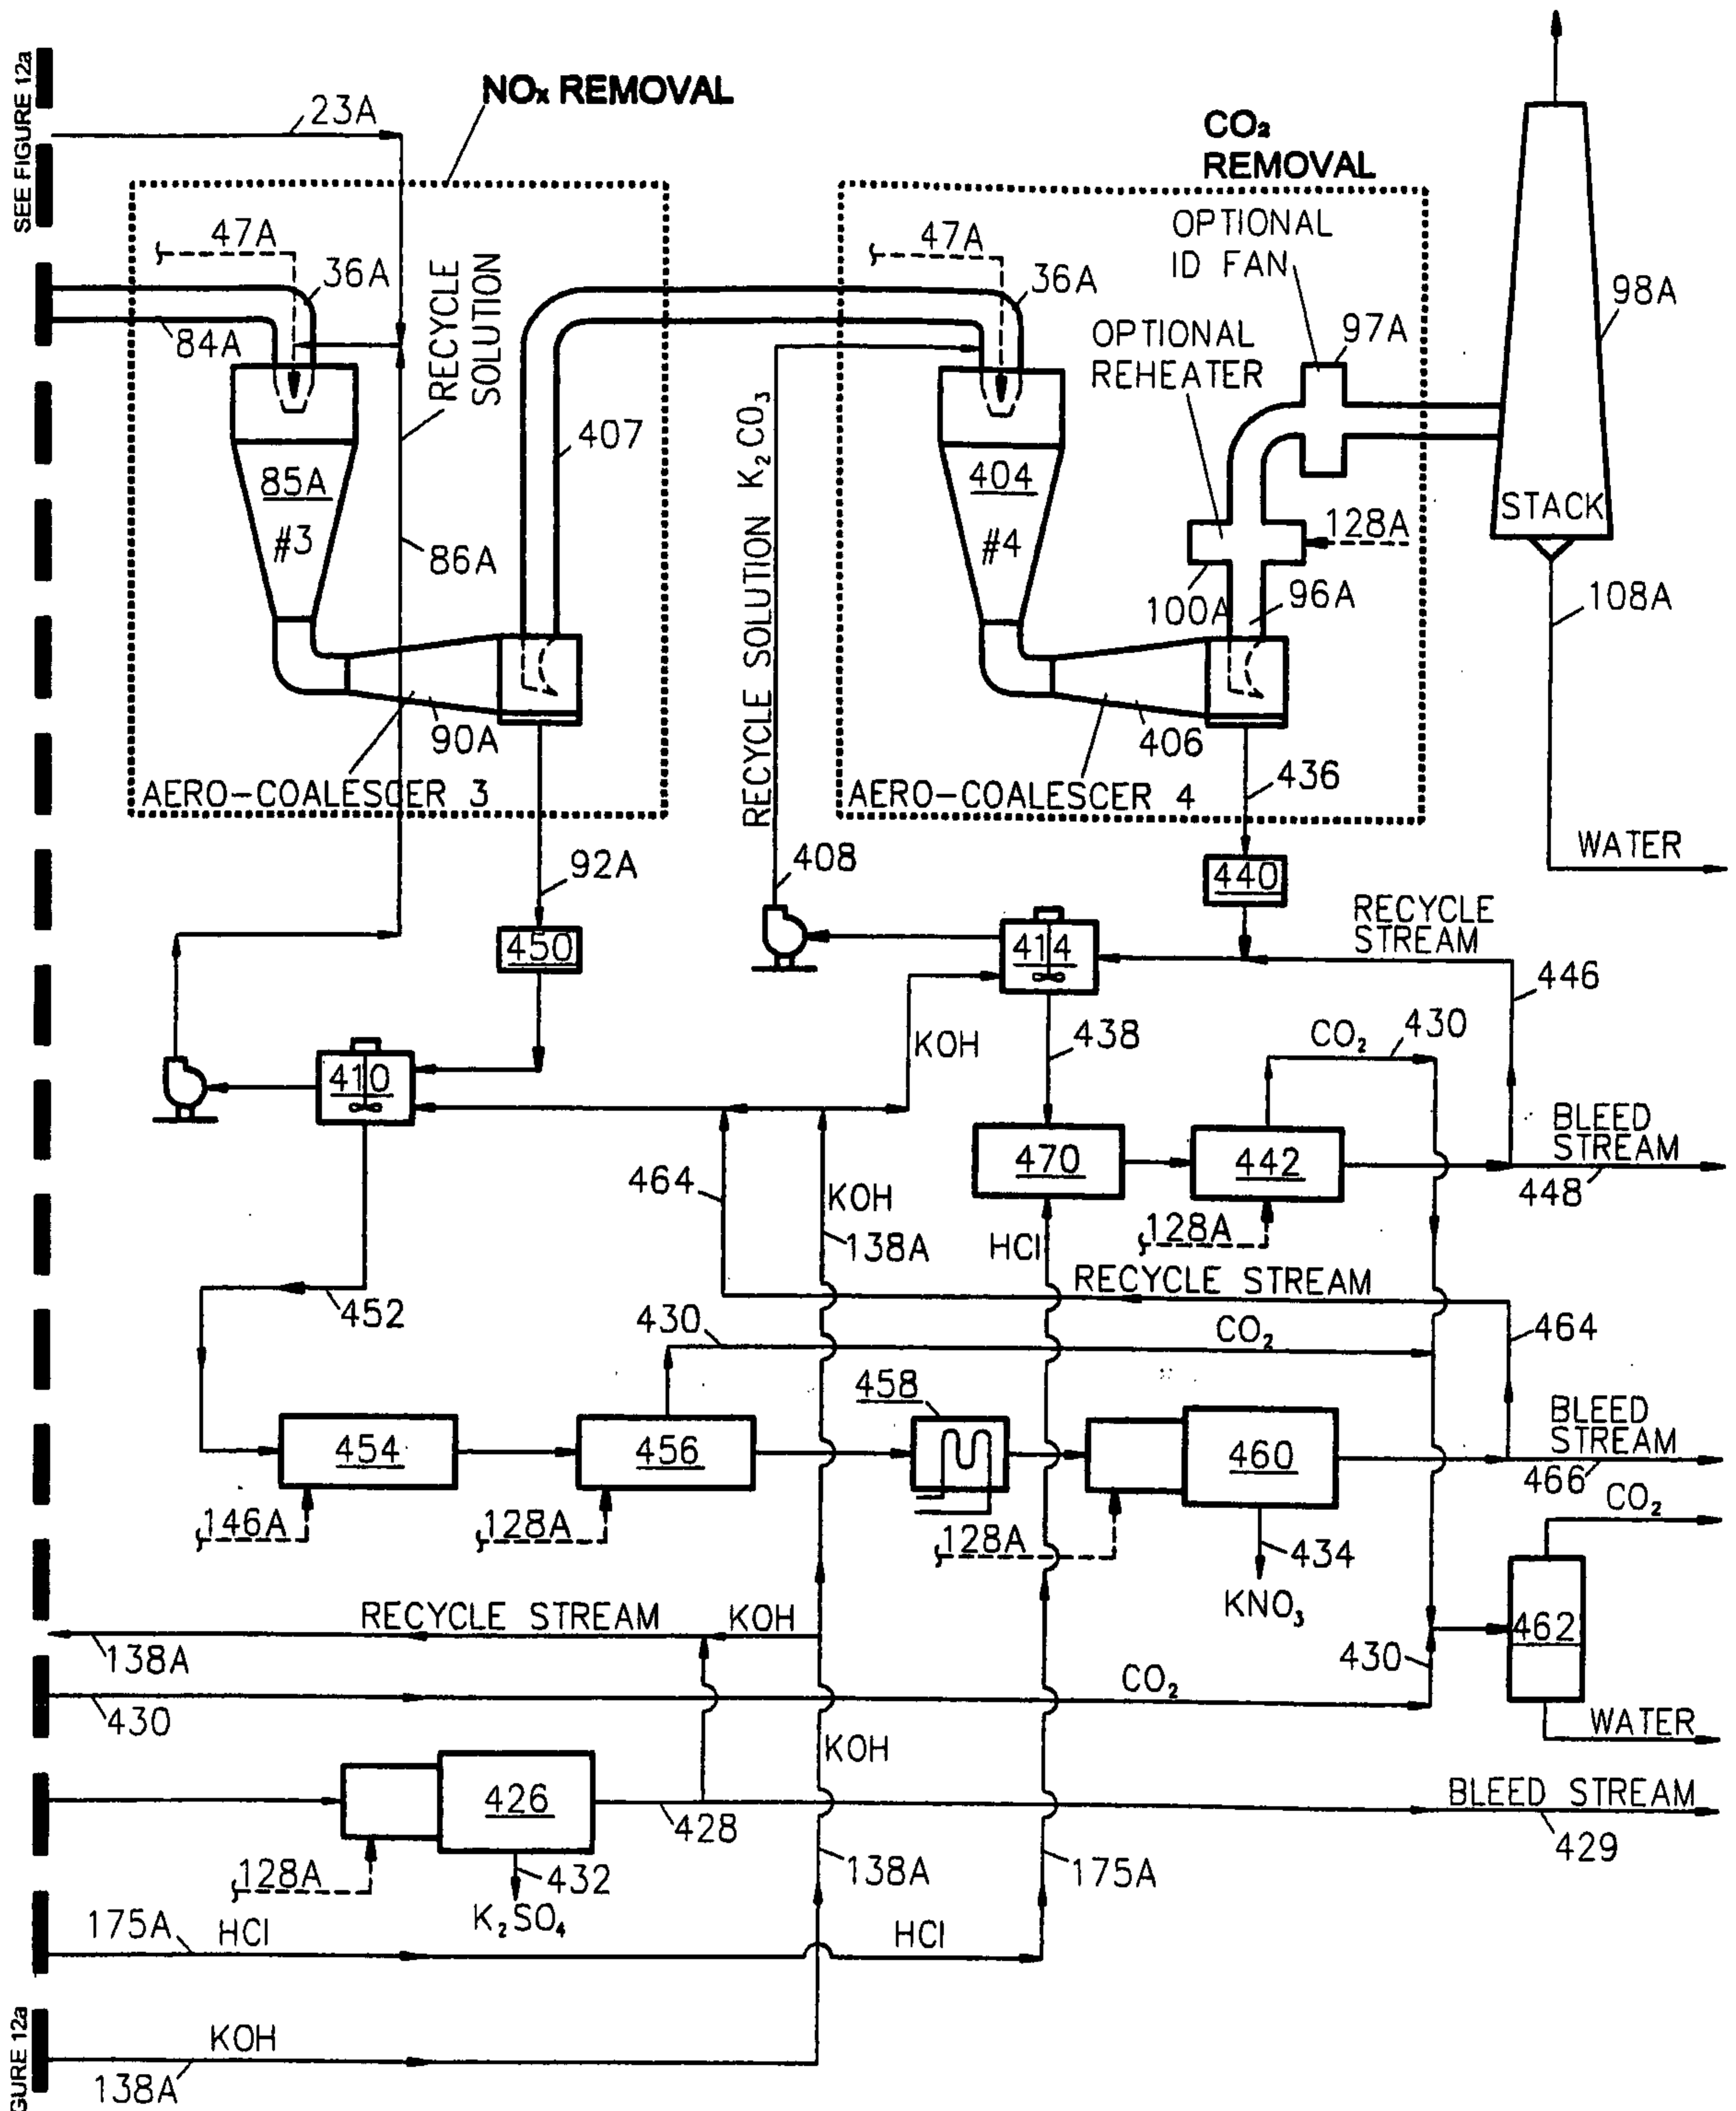 SEE FIGURE 12a
23A
NOₓ REMOVAL
CO₂
REMOVAL
47A
36A
84A
RECYCLE
SOLUTION
85A
#3
86A
407
90A
AERO-COALESCER 3
47A
36A
OPTIONAL
ID FAN
97A
OPTIONAL
REHEATER
98A
STACK
404
#4
128A
100A
96A
108A
406
AERO-COALESCER 4
RECYCLE SOLUTION K₂CO₃
436
WATER
92A
408
440
450
414
RECYCLE
STREAM
446
KOH
438
CO₂
430
410
470
442
BLEED
STREAM
448
464
KOH
138A
HCl
128A
RECYCLE STREAM
452
430
CO₂
464
458
454
456
460
BLEED
STREAM
466
CO₂
146A
128A
128A
434
KNO₃
462
RECYCLE STREAM
KOH
138A
430
CO₂
430
WATER
KOH
426
428
BLEED STREAM
429
128A
432
K₂SO₄
138A
175A
175A
HCl
HCl
KOH
138A
GURE 12a